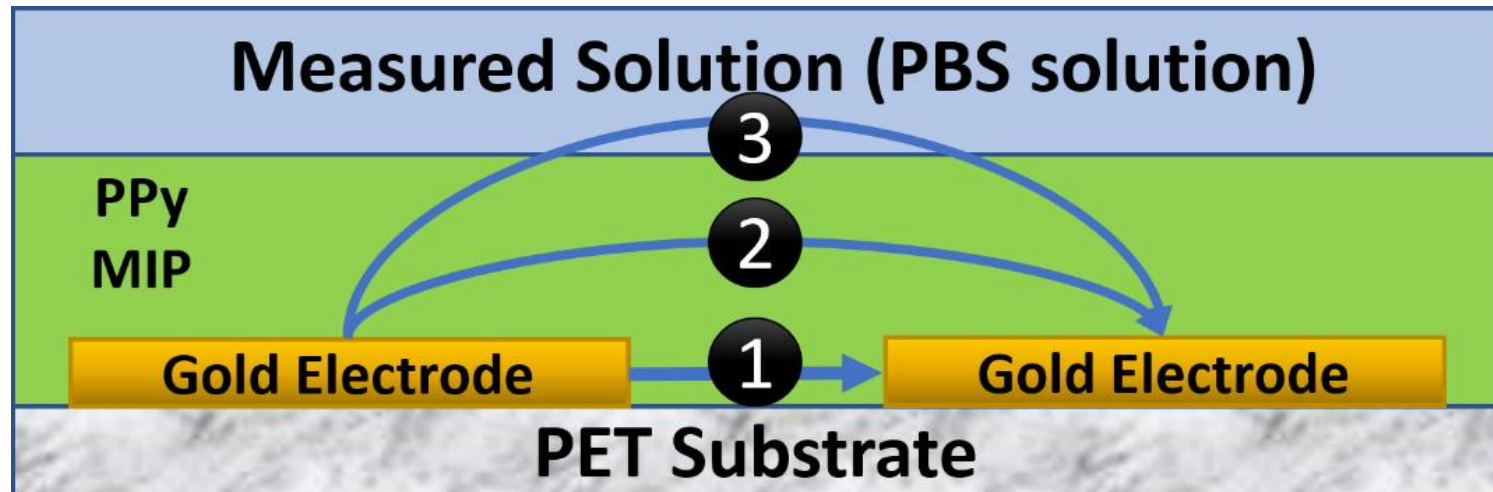 Measured Solution (PBS solution)
3
PPy
MIP
2
Gold Electrode
1
Gold Electrode
PET Substrate